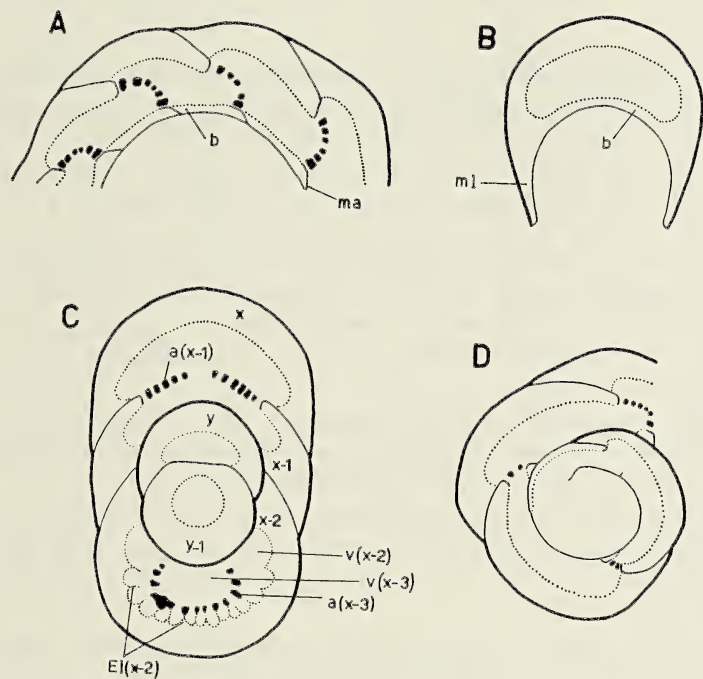 A
b
ma
B
b
ml
C
x
a(x-1)
y
x-1
x-2
y-1
v(x-2)
v(x-3)
a(x-3)
El(x-2)
D